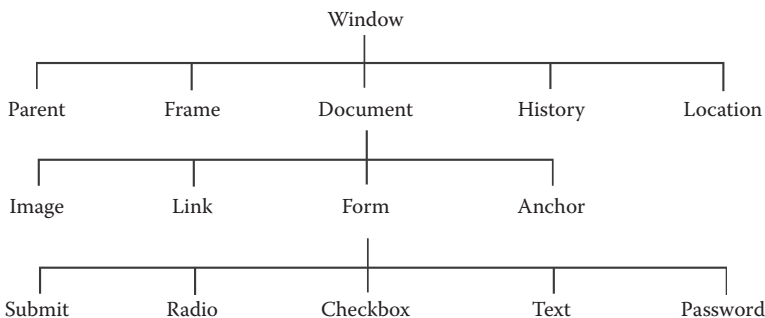 Window
Parent Frame Document History Location
Image Link Form Anchor
Submit Radio Checkbox Text Password